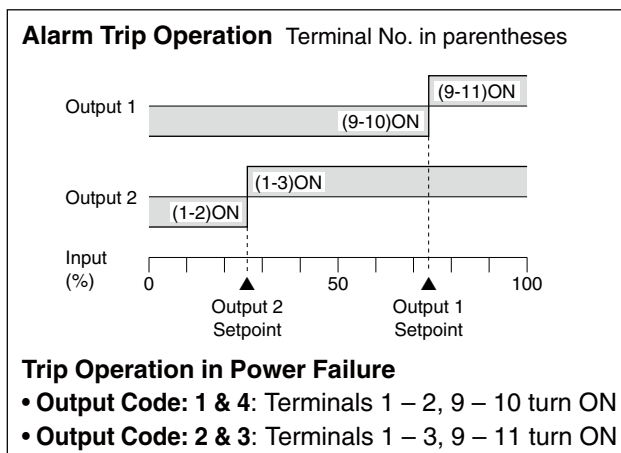 Alarm Trip Operation Terminal No. in parentheses
(9-11)ON
Output 1
(9-10)ON
(1-3)ON
Output 2
(1-2)ON
Input
(%)
0 50 100
Output 2 Output 1
Setpoint Setpoint
Trip Operation in Power Failure
• Output Code: 1 & 4: Terminals 1 – 2, 9 – 10 turn ON
• Output Code: 2 & 3: Terminals 1 – 3, 9 – 11 turn ON